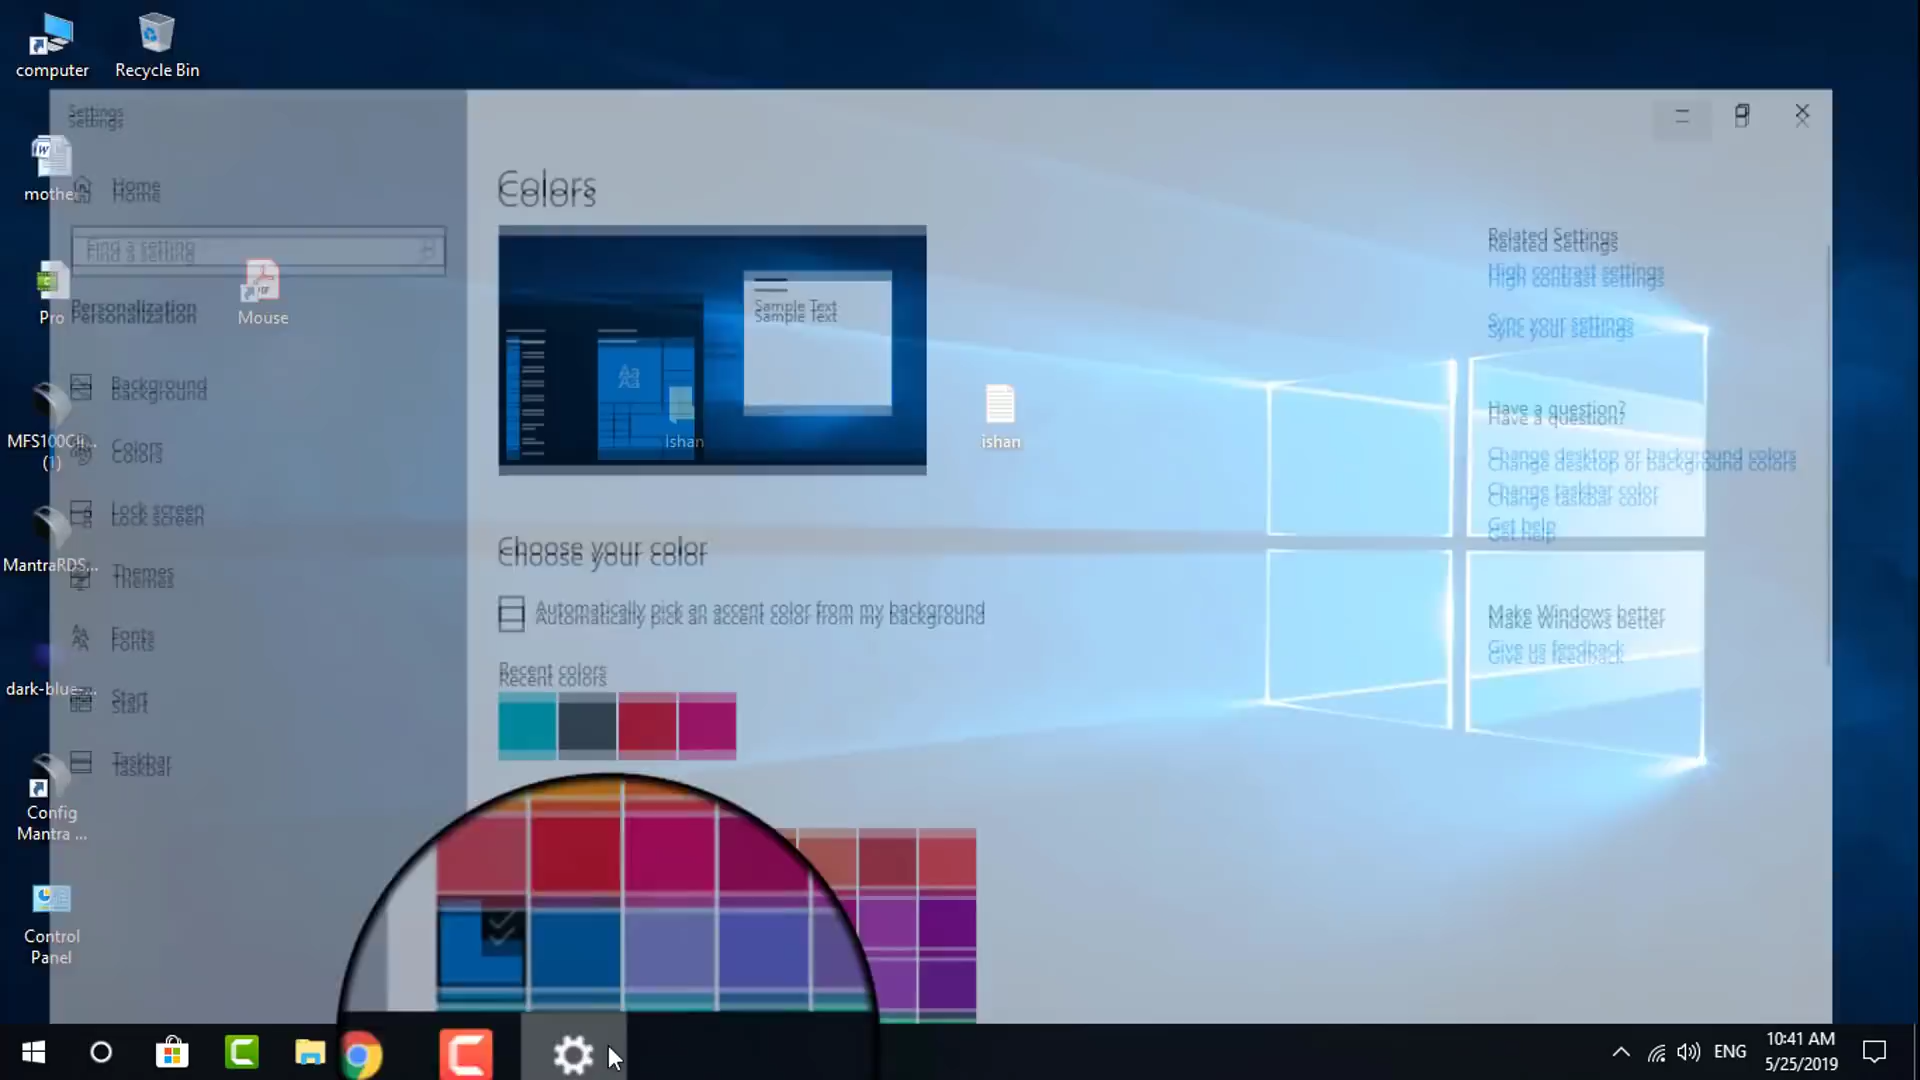 computer
Recycle Bin
Settings
mothe
Home
Find a setting
Pro
Personalization
Mouse
Background
MFS100Cli...
(1)
Colors
Lock screen
MantraRDS...
Themes
Fonts
dark-blue-...
Start
Taskbar
Config
Mantra ...
Control
Panel
Colors
Sample Text
Aa
Ishan
ishan
Choose your color
Automatically pick an accent color from my background
Recent colors
Related Settings
High contrast settings
Sync your settings
Have a question?
Change desktop or background colors
Change taskbar color
Get help
Make Windows better
Give us feedback
ENG
10:41 AM
5/25/2019